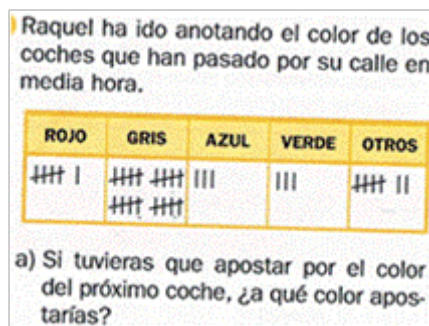 Raquel ha ido anotando el color de los
coches que han pasado por su calle en
media hora.
ROJO GRIS AZUL VERDE OTROS
a) Si tuvieras que apostar por el color
del próximo coche, ¿a qué color apos-
tarías?